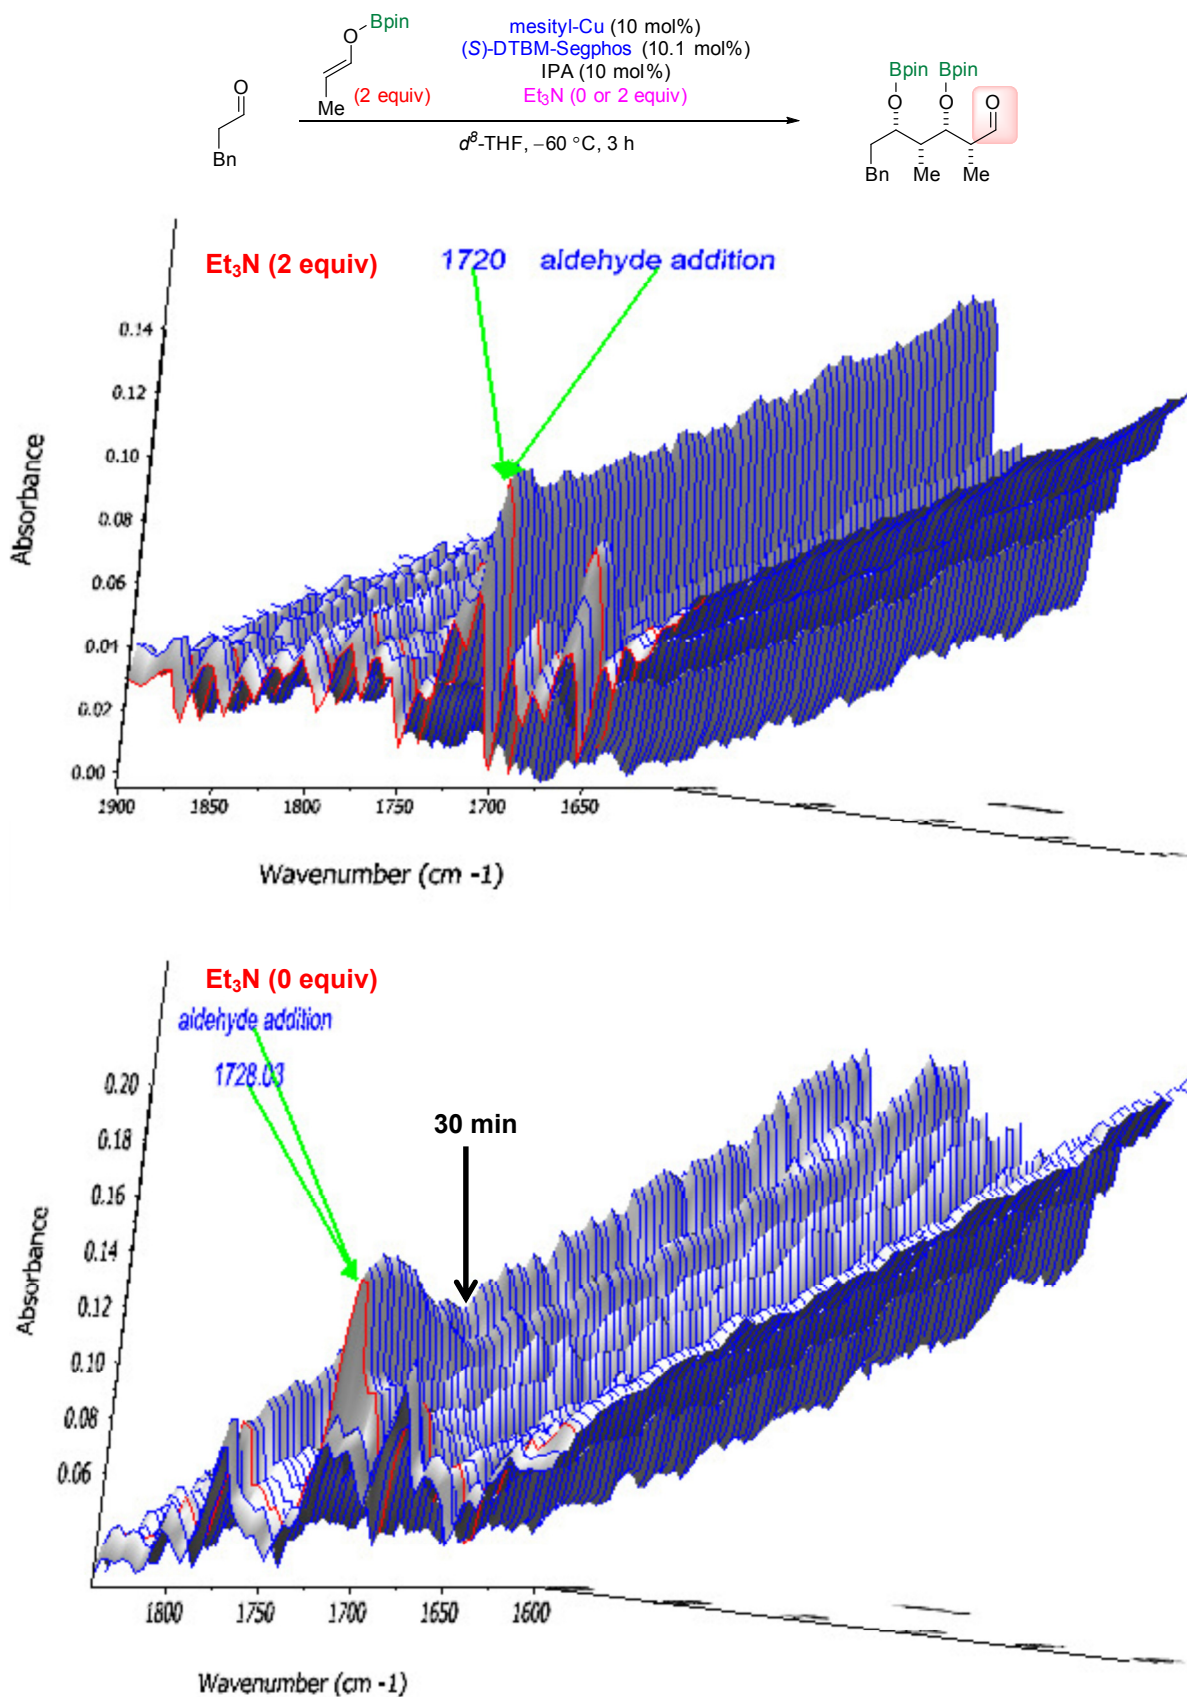 Bpin
O
Me
(2 equiv)
O
Bn
mesityl-Cu (10 mol%)
(S)-DTBM-Segphos (10.1 mol%)
IPA (10 mol%)
Et₃N (0 or 2 equiv)
d⁸-THF, –60 °C, 3 h
Bpin Bpin
O O O
Bn Me Me
Et₃N (2 equiv)
1720 aldehyde addition
0.14
0.12
0.10
0.08
0.06
0.04
0.02
0.00
Absorbance
1900 1850 1800 1750 1700 1650
Wavenumber (cm -1)
Et₃N (0 equiv)
aldehyde addition
1728.03
30 min
0.20
0.18
0.16
0.14
0.12
0.10
0.08
0.06
Absorbance
1800 1750 1700 1650 1600
Wavenumber (cm -1)